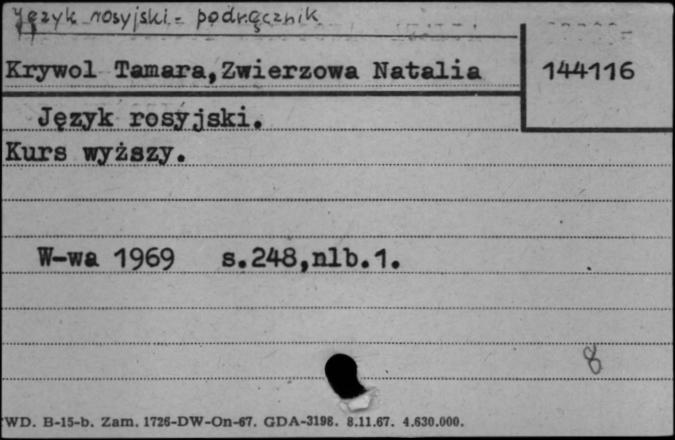 Język rosyjski - podręcznik
Krywol Tamara, Zwierzowa Natalia
144116
Język rosyjski.
Kurs wyższy.
W-wa 1969 s.248,nlb.1.
8
WD. B-15-b. Zam. 1726-DW-On-67. GDA-3198. 8.11.67. 4.630.000.